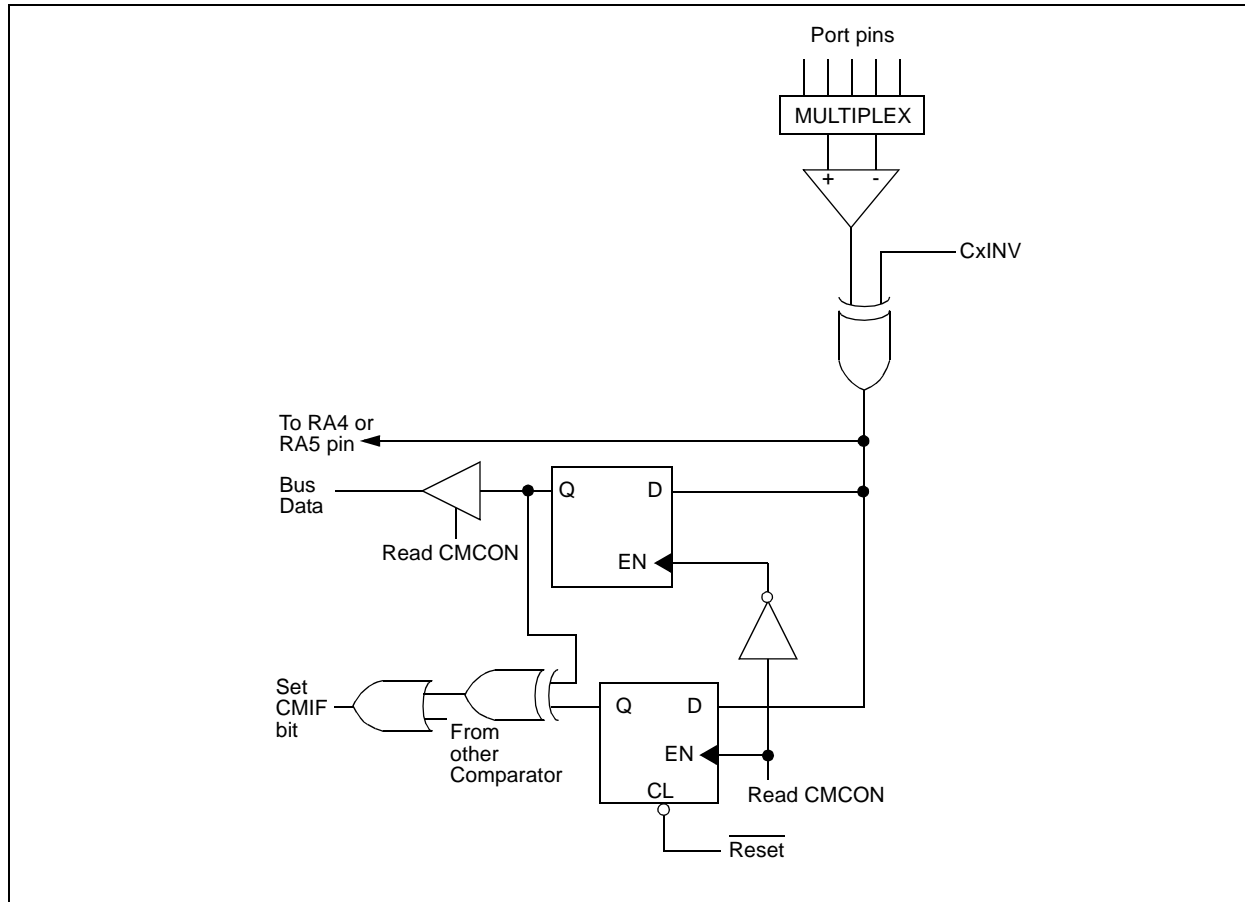 Port pins
MULTIPLEX
+ -
CxINV
To RA4 or
RA5 pin
Bus
Data
Q D
Read CMCON
EN
Set
CMIF
bit
From
other
Comparator
Q D
EN
CL
Read CMCON
Reset